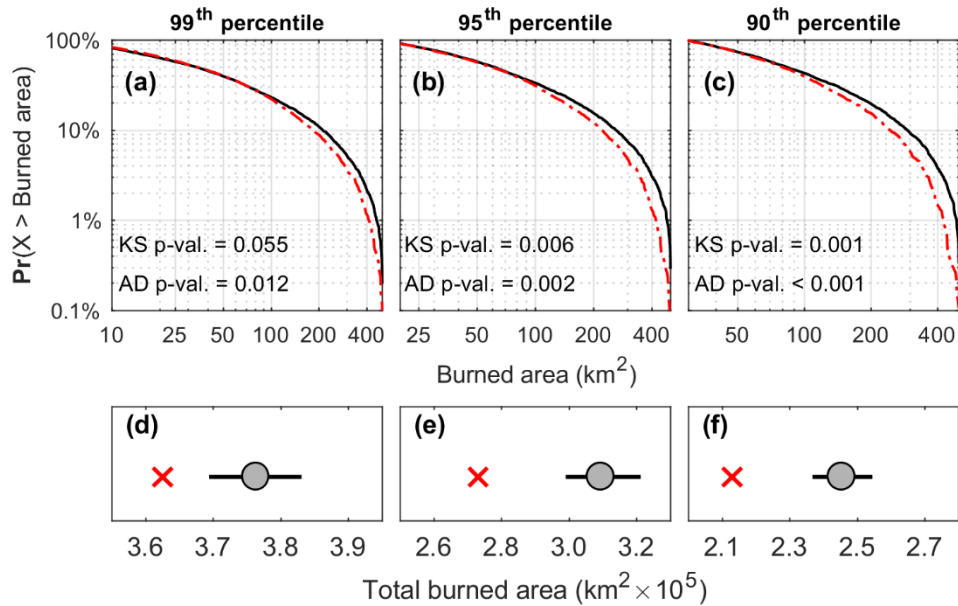 99th percentile 95th percentile 90th percentile
100%
10%
1%
0.1%
Pr(X > Burned area)
(a) (b) (c)
KS p-val. = 0.055 KS p-val. = 0.006 KS p-val. = 0.001
AD p-val. = 0.012 AD p-val. = 0.002 AD p-val. < 0.001
10 25 50 100 200 400 25 50 100 200 400 50 100 200 400
Burned area (km²)
(d) (e) (f)
3.6 3.7 3.8 3.9 2.6 2.8 3.0 3.2 2.1 2.3 2.5 2.7
Total burned area (km²×10⁵)